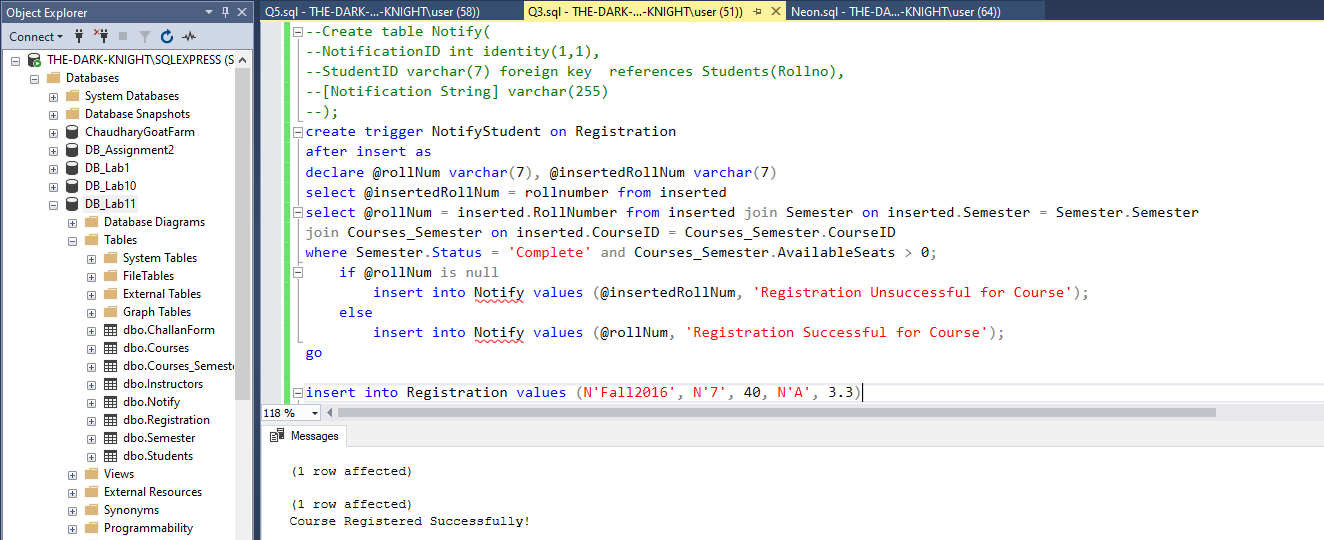 Object Explorer
Connect
THE-DARK-KNIGHT\SQLEXPRESS (S
Databases
System Databases
Database Snapshots
ChaudharyGoatFarm
DB_Assignment2
DB_Lab1
DB_Lab10
DB_Lab11
Database Diagrams
Tables
System Tables
FileTables
External Tables
Graph Tables
dbo.ChallanForm
dbo.Courses
dbo.Courses_Semest
dbo.Instructors
dbo.Notify
dbo.Registration
dbo.Semester
dbo.Students
Views
External Resources
Synonyms
Programmability
Q5.sql - THE-DARK-...-KNIGHT\user (58))
Q3.sql - THE-DARK-...-KNIGHT\user (51))
Neon.sql - THE-DA...-KNIGHT\user (64))
--Create table Notify(
--NotificationID int identity(1,1),
--StudentID varchar(7) foreign key  references Students(Rollno),
--[Notification String] varchar(255)
--);
create trigger NotifyStudent on Registration
after insert as
declare @rollNum varchar(7), @insertedRollNum varchar(7)
select @insertedRollNum = rollnumber from inserted
select @rollNum = inserted.RollNumber from inserted join Semester on inserted.Semester = Semester.Semester
join Courses_Semester on inserted.CourseID = Courses_Semester.CourseID
where Semester.Status = 'Complete' and Courses_Semester.AvailableSeats > 0;
if @rollNum is null
insert into Notify values (@insertedRollNum, 'Registration Unsuccessful for Course');
else
insert into Notify values (@rollNum, 'Registration Successful for Course');
go
insert into Registration values (N'Fall2016', N'7', 40, N'A', 3.3)
118 %
Messages
(1 row affected)
(1 row affected)
Course Registered Successfully!